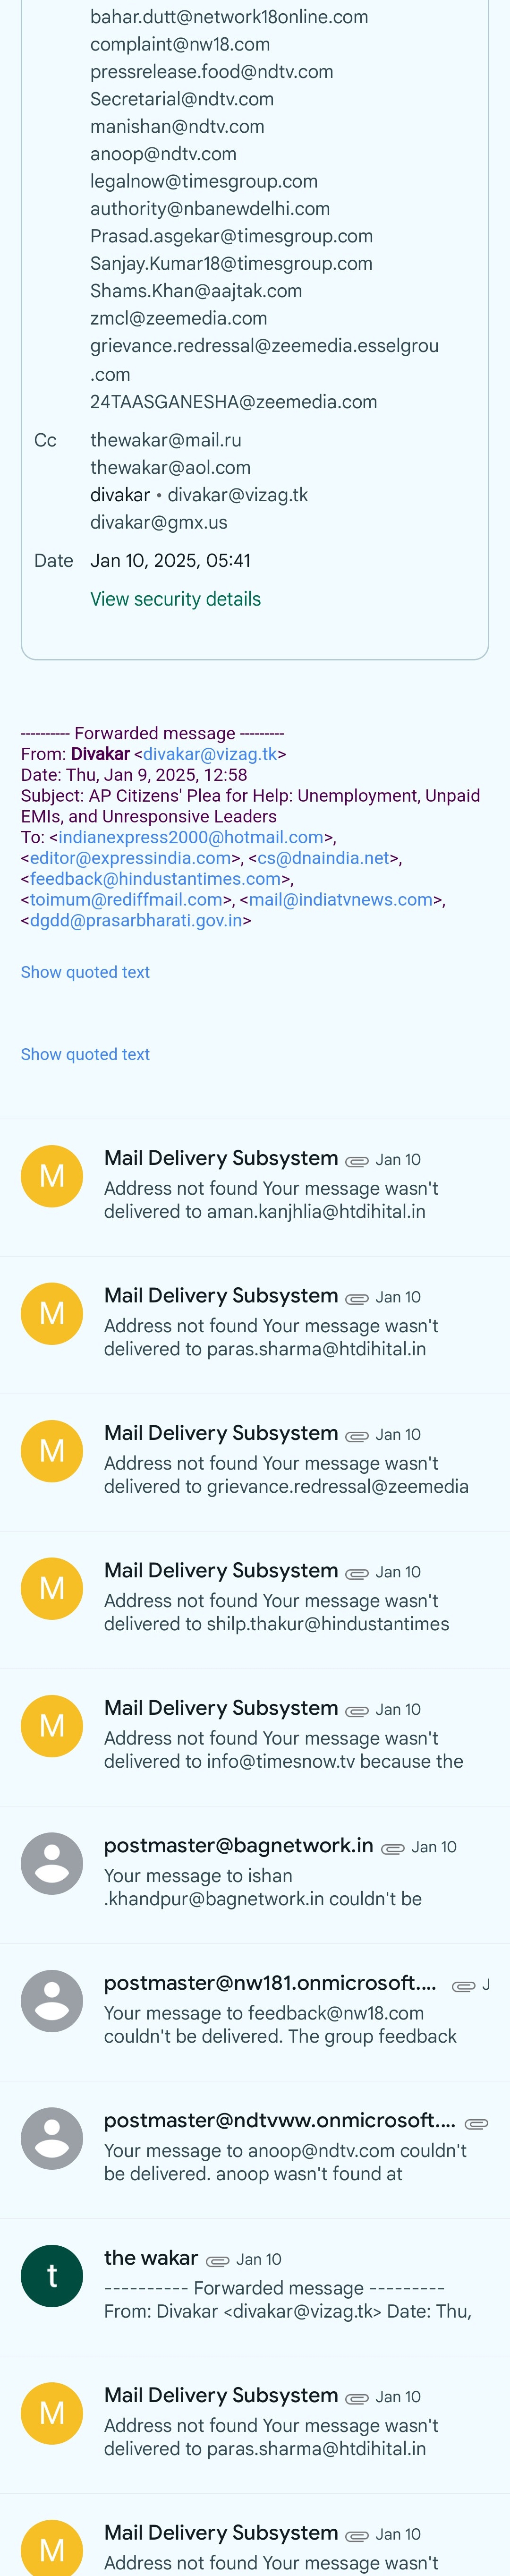 bahar.dutt@network18online.com
complaint@nw18.com
pressrelease.food@ndtv.com
Secretarial@ndtv.com
manishan@ndtv.com
anoop@ndtv.com
legalnow@timesgroup.com
authority@nbanewdelhi.com
Prasad.asgekar@timesgroup.com
Sanjay.Kumar18@timesgroup.com
Shams.Khan@aajtak.com
zmcl@zeemedia.com
grievance.redressal@zeemedia.esselgrou
.com
24TAASGANESHA@zeemedia.com
Cc thewakar@mail.ru
thewakar@aol.com
divakar • divakar@vizag.tk
divakar@gmx.us
Date Jan 10, 2025, 05:41
View security details
---------- Forwarded message ---------
From: Divakar <divakar@vizag.tk>
Date: Thu, Jan 9, 2025, 12:58
Subject: AP Citizens' Plea for Help: Unemployment, Unpaid
EMIs, and Unresponsive Leaders
To: <indianexpress2000@hotmail.com>,
<editor@expressindia.com>, <cs@dnaindia.net>,
<feedback@hindustantimes.com>,
<toimum@rediffmail.com>, <mail@indiatvnews.com>,
<dgdd@prasarbharati.gov.in>
Show quoted text
Show quoted text
M Mail Delivery Subsystem Jan 10
Address not found Your message wasn't
delivered to aman.kanjhlia@htdihital.in
M Mail Delivery Subsystem Jan 10
Address not found Your message wasn't
delivered to paras.sharma@htdihital.in
M Mail Delivery Subsystem Jan 10
Address not found Your message wasn't
delivered to grievance.redressal@zeemedia
M Mail Delivery Subsystem Jan 10
Address not found Your message wasn't
delivered to shilp.thakur@hindustantimes
M Mail Delivery Subsystem Jan 10
Address not found Your message wasn't
delivered to info@timesnow.tv because the
postmaster@bagnetwork.in Jan 10
Your message to ishan
.khandpur@bagnetwork.in couldn't be
postmaster@nw181.onmicrosoft.... J
Your message to feedback@nw18.com
couldn't be delivered. The group feedback
postmaster@ndtvww.onmicrosoft....
Your message to anoop@ndtv.com couldn't
be delivered. anoop wasn't found at
t the wakar Jan 10
---------- Forwarded message ---------
From: Divakar <divakar@vizag.tk> Date: Thu,
M Mail Delivery Subsystem Jan 10
Address not found Your message wasn't
delivered to paras.sharma@htdihital.in
M Mail Delivery Subsystem Jan 10
Address not found Your message wasn't